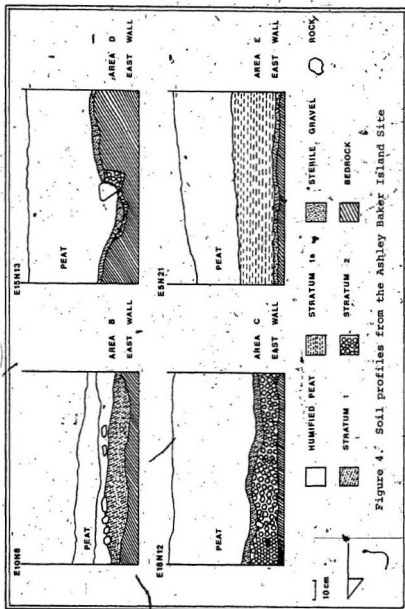 E10N8
PEAT
AREA B
EAST WALL
E15N13
PEAT
AREA D
EAST WALL
E18N12
PEAT
AREA C
EAST WALL
E5N21
PEAT
AREA E
EAST WALL
10 cm
HUMIFIED PEAT
STRATUM 1a
STERILE GRAVEL
ROCK
STRATUM 1
STRATUM 2
BEDROCK
Figure 4. Soil profiles from the Ashley Baker Island Site